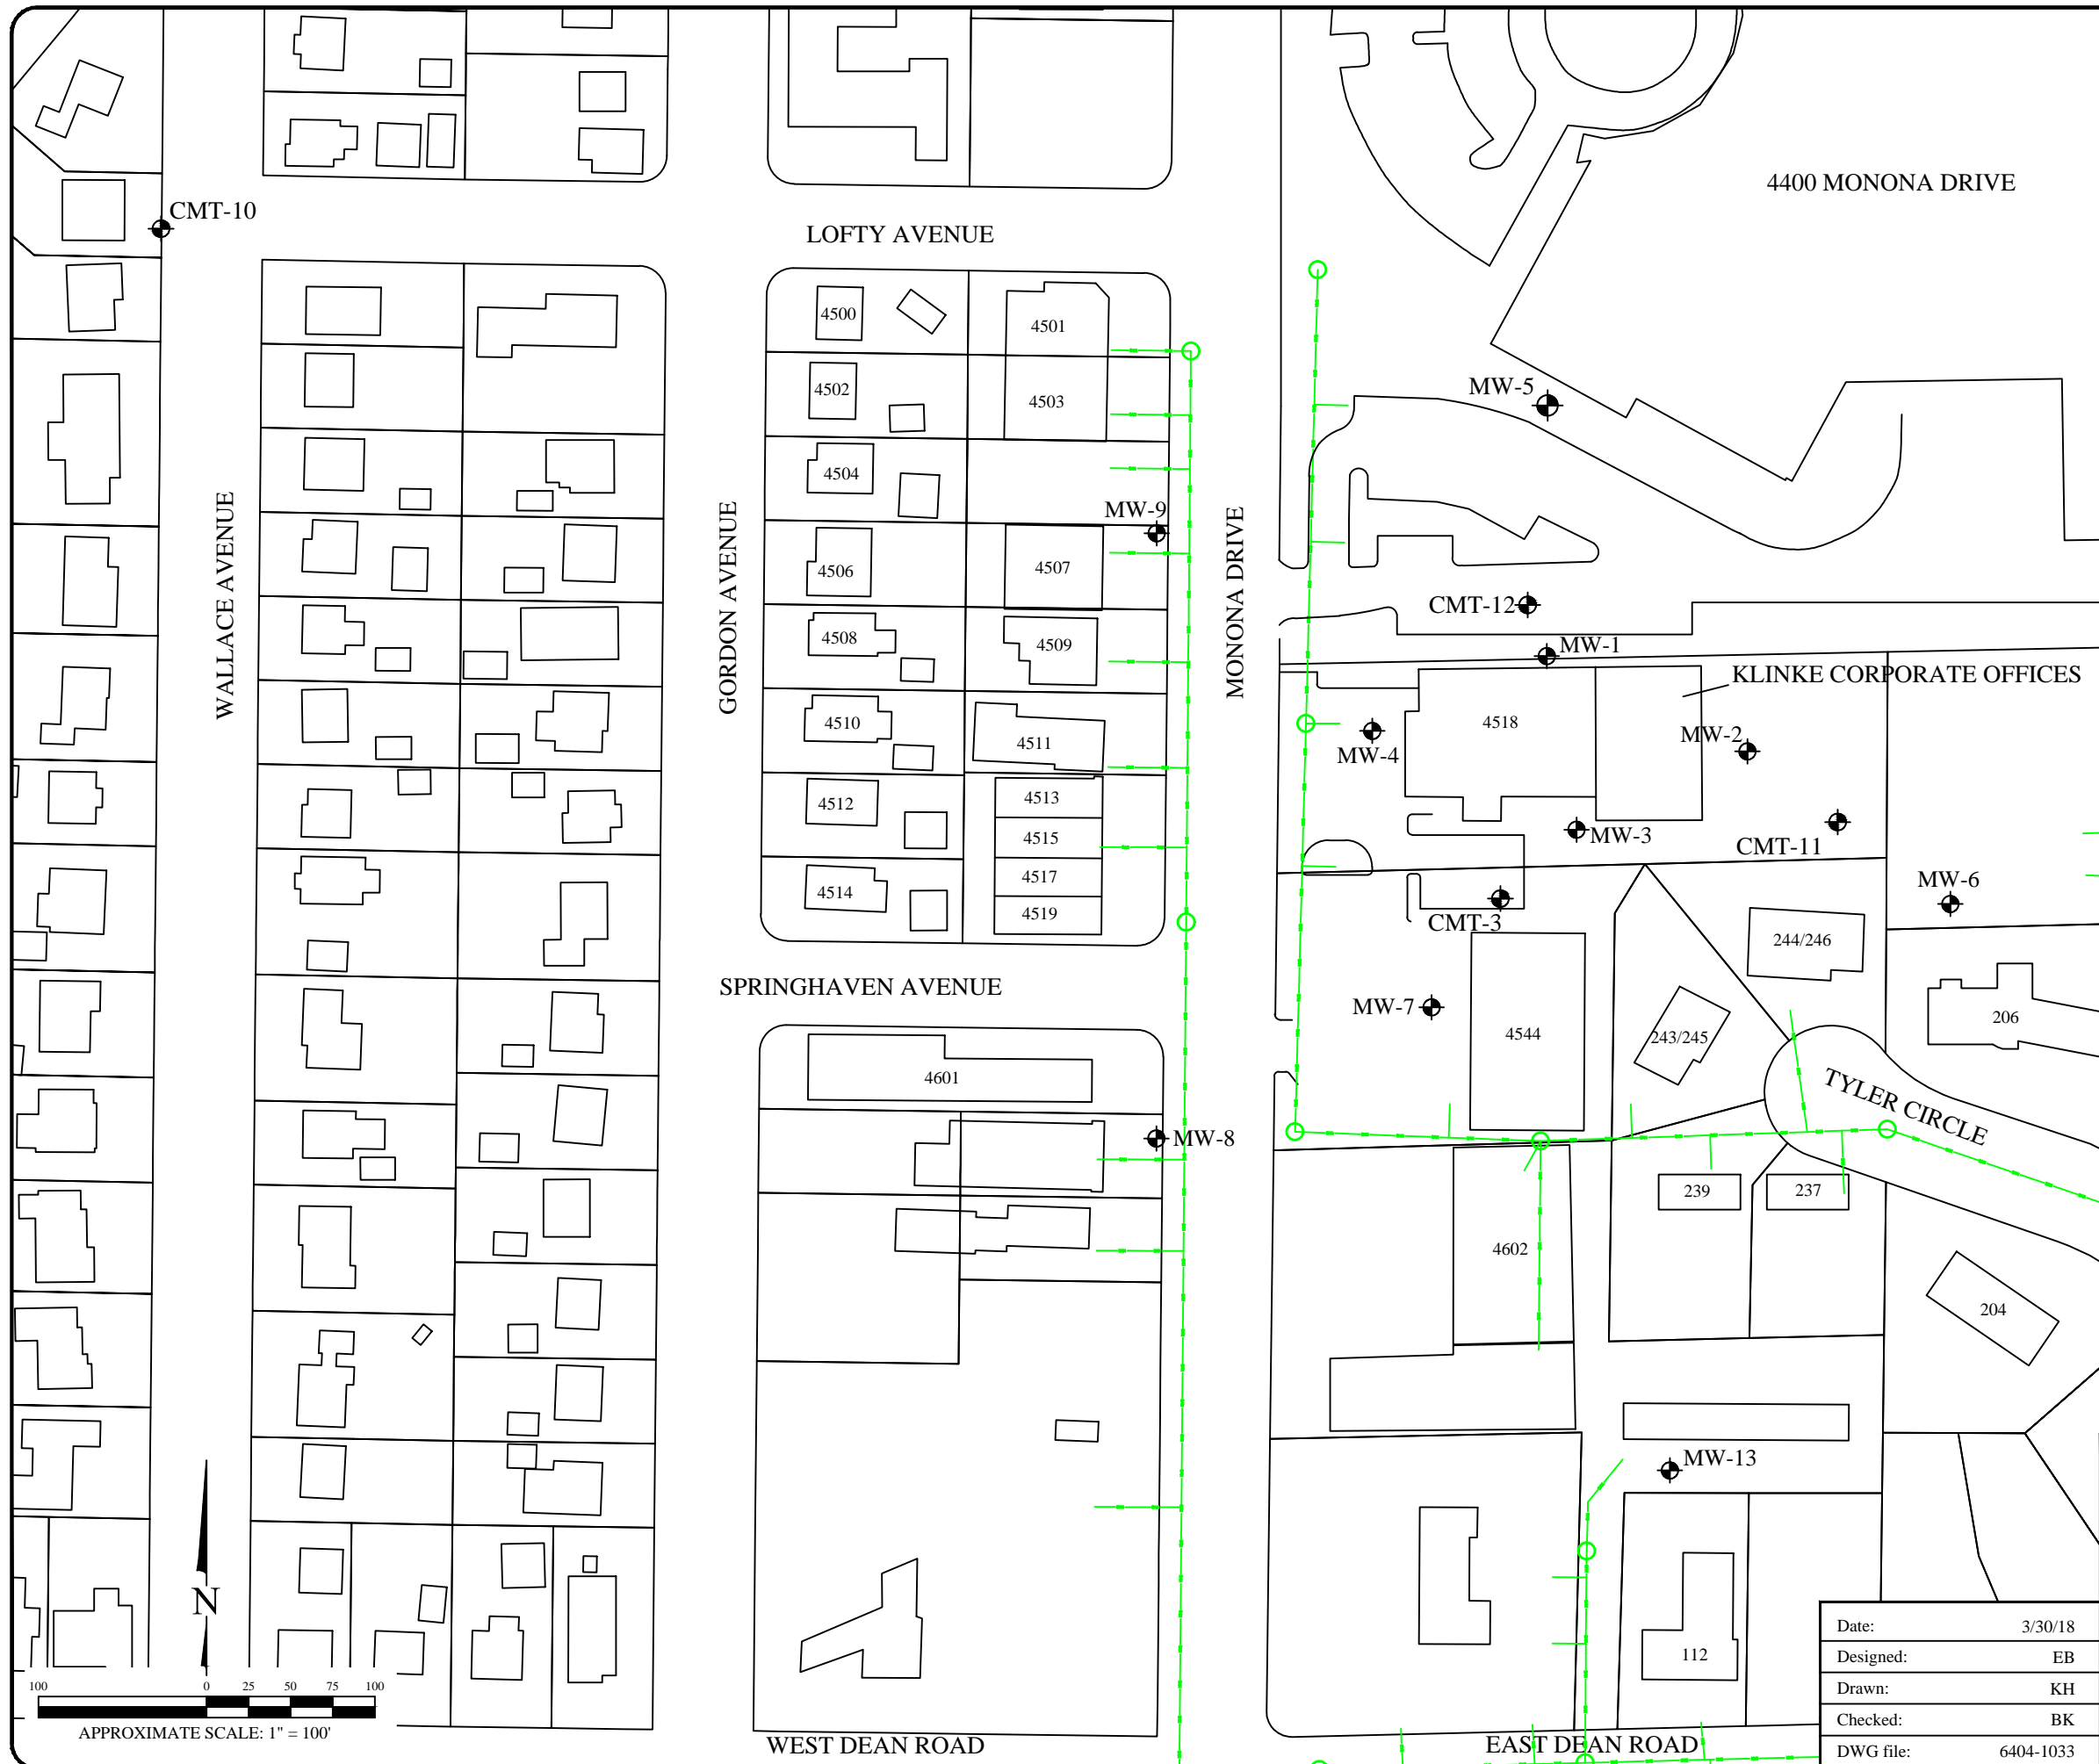 4400 MONONA DRIVE
CMT-10
LOFTY AVENUE
4500
4501
MW-5
4502
4503
4504
WALLACE AVENUE
GORDON AVENUE
MW-9
MONONA DRIVE
4506
4507
CMT-12
4508
4509
MW-1
KLINKE CORPORATE OFFICES
4510
4511
4518
MW-2
MW-4
4512
4513
4515
MW-3
CMT-11
4517
4514
4519
MW-6
CMT-3
244/246
SPRINGHAVEN AVENUE
MW-7
4544
243/245
206
4601
TYLER CIRCLE
MW-8
239
237
4602
204
MW-13
N
112
100 0 25 50 75 100
APPROXIMATE SCALE: 1" = 100'
WEST DEAN ROAD
EAST DEAN ROAD
Date: 3/30/18
Designed: EB
Drawn: KH
Checked: BK
DWG file: 6404-1033